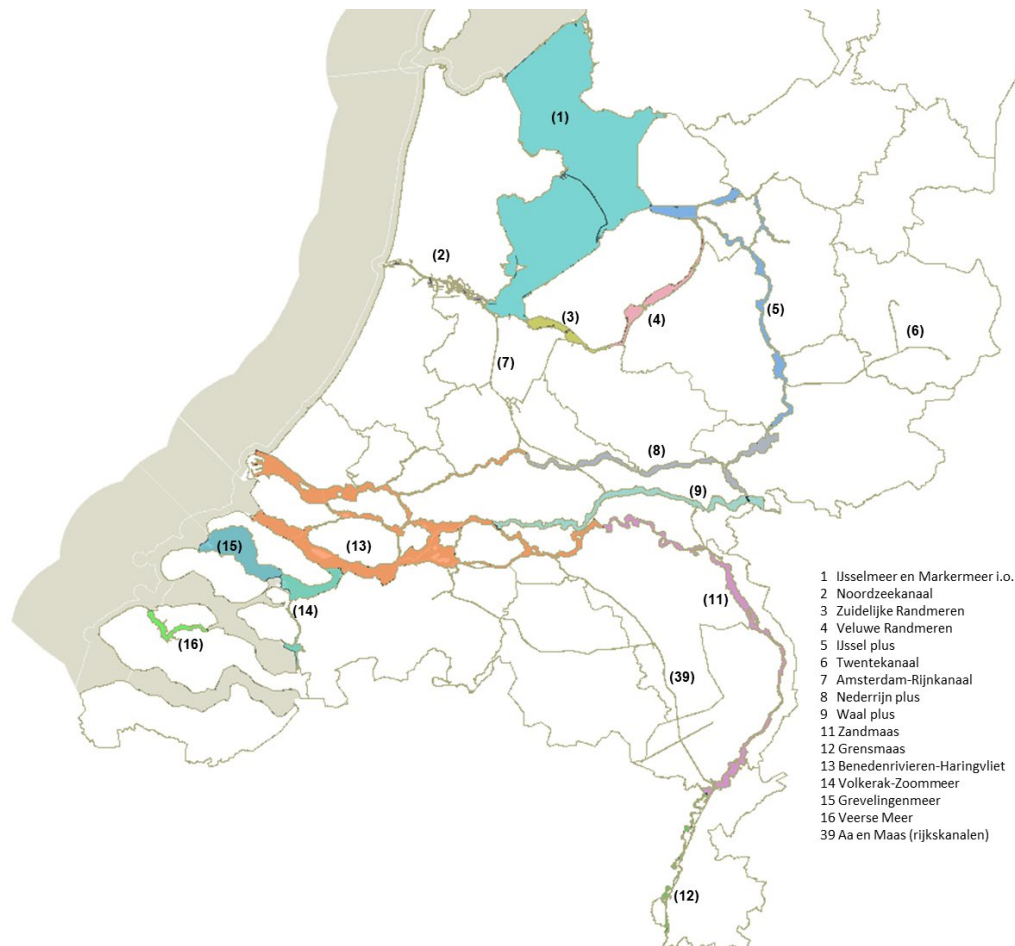 (1)
(2)
(3)
(4)
(5)
(6)
(7)
(8)
(9)
(13)
(15)
(14)
(11)
(16)
(39)
(12)
1 IJsselmeer en Markermeer i.o.
2 Noordzeekanaal
3 Zuidelijke Randmeren
4 Veluwe Randmeren
5 IJssel plus
6 Twentekanaal
7 Amsterdam-Rijnkanaal
8 Nederrijn plus
9 Waal plus
11 Zandmaas
12 Grensmaas
13 Benedenrivieren-Haringvliet
14 Volkerak-Zoommeer
15 Grevelingenmeer
16 Veerse Meer
39 Aa en Maas (rijkskanalen)